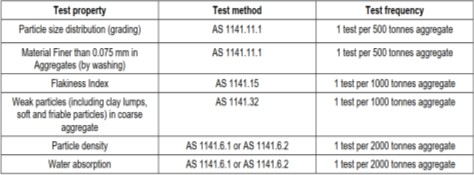 Test property Test method Test frequency
Particle size distribution (grading) AS 1141.11.1 1 test per 500 tonnes aggregate
Material Finer than 0.075 mm in
Aggregates (by washing) AS 1141.11.1 1 test per 500 tonnes aggregate
Flakiness Index AS 1141.15 1 test per 1000 tonnes aggregate
Weak particles (including clay lumps,
soft and friable particles) in coarse
aggregate AS 1141.32 1 test per 1000 tonnes aggregate
Particle density AS 1141.6.1 or AS 1141.6.2 1 test per 2000 tonnes aggregate
Water absorption AS 1141.6.1 or AS 1141.6.2 1 test per 2000 tonnes aggregate